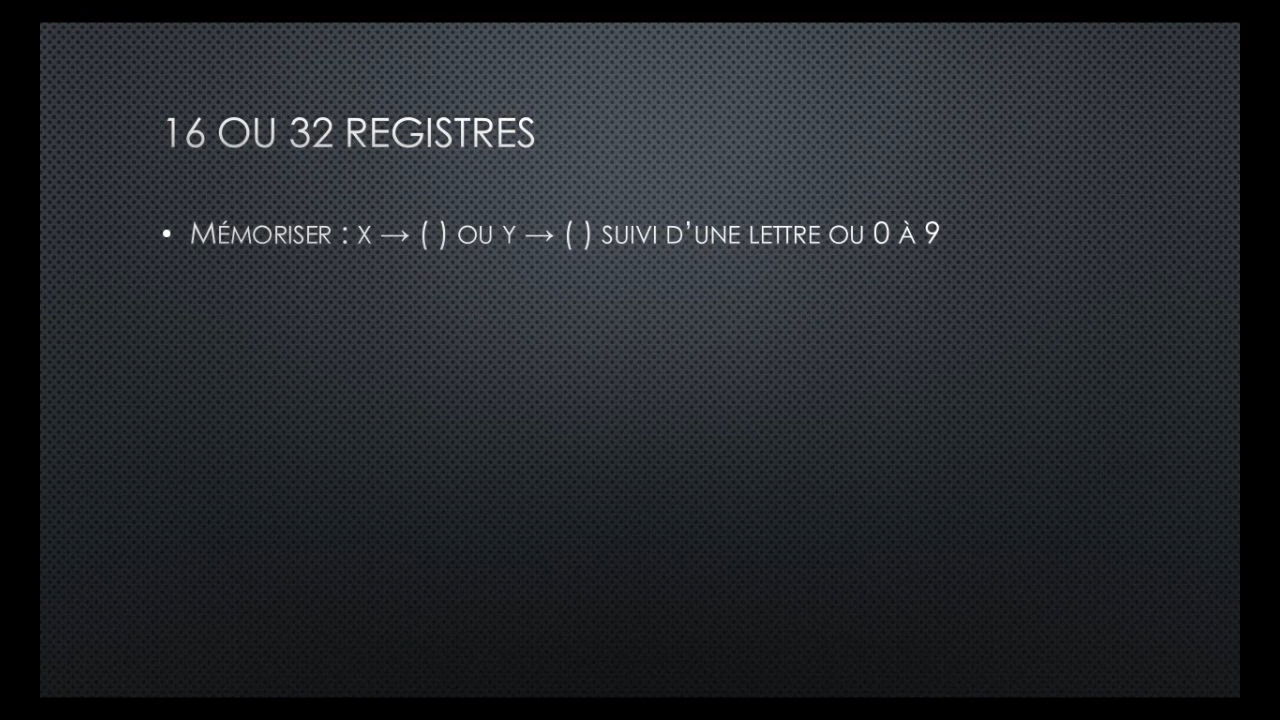 16 OU 32 REGISTRES
• MÉMORISER : X → ( ) OU Y → ( ) SUIVI D’UNE LETTRE OU 0 À 9